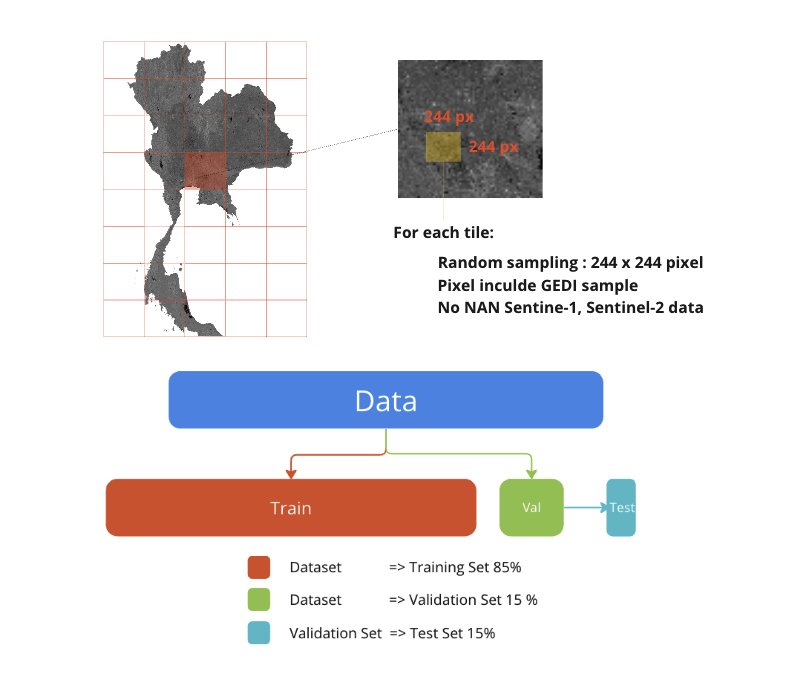 244 px
244 px
For each tile:
Random sampling : 244 x 244 pixel
Pixel inculde GEDI sample
No NAN Sentine-1, Sentinel-2 data
Data
Train
Val
Test
Dataset => Training Set 85%
Dataset => Validation Set 15 %
Validation Set => Test Set 15%